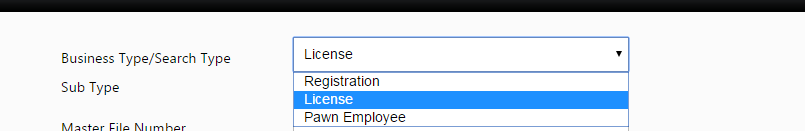 Business Type/Search Type License
Registration
Sub Type
License
Pawn Employee
Master File Number